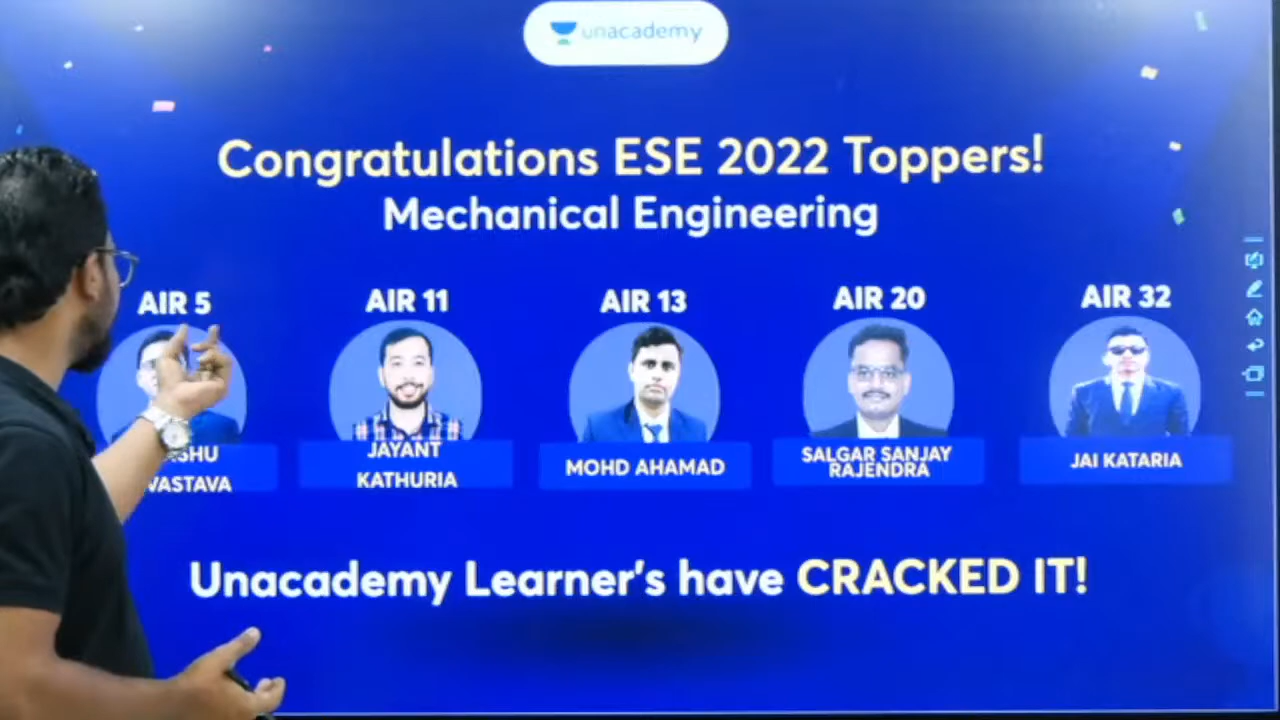 unacademy
Congratulations ESE 2022 Toppers!
Mechanical Engineering
AIR 5
AIR 11
AIR 13
AIR 20
AIR 32
JAYANT
KATHURIA
MOHD AHAMAD
SALGAR SANJAY
RAJENDRA
JAI KATARIA
Unacademy Learner's have CRACKED IT!